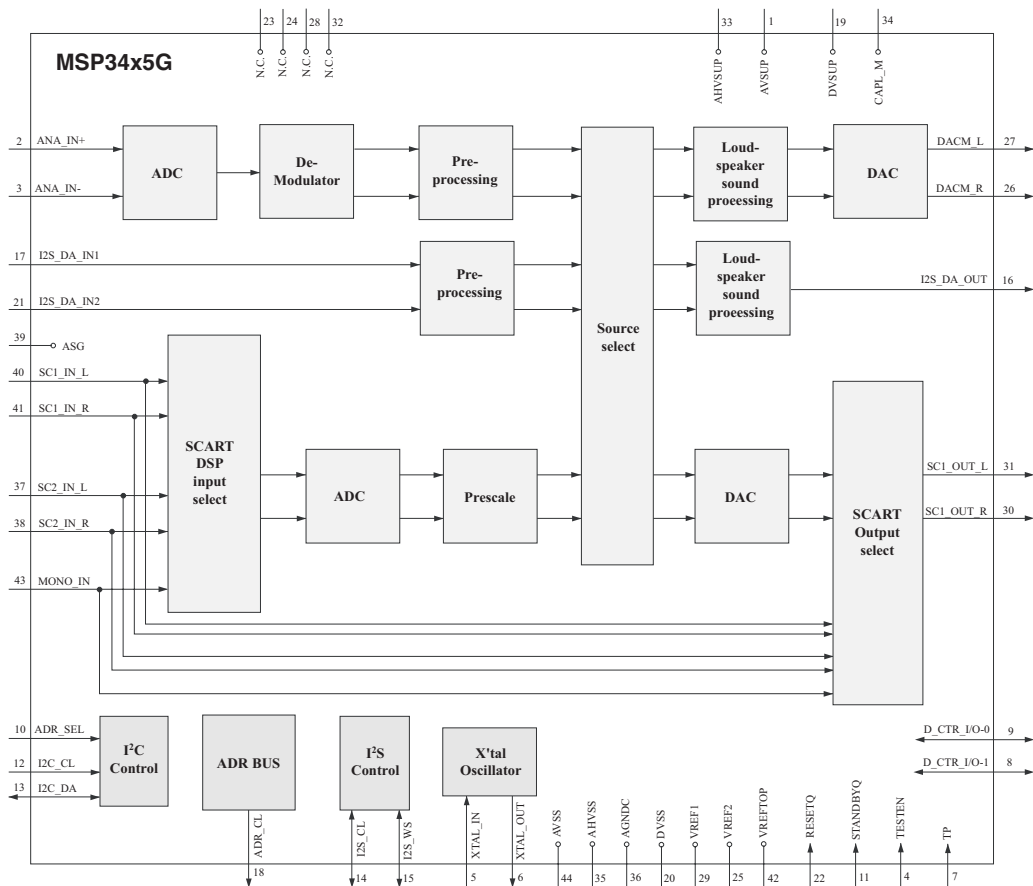 23 24 28 32 33 1 19 34
MSP34x5G
N.C. N.C. N.C. N.C. AHVSUP AVSUP DVSUP CAPL_M
2 ANA_IN+
3 ANA_IN-
ADC
De-
Modulator
Pre-
processing
Loud-
speaker
sound
proeessing
DAC
DACM_L 27
DACM_R 26
17 I2S_DA_IN1
21 I2S_DA_IN2
Pre-
processing
Source
select
Loud-
speaker
sound
proeessing
I2S_DA_OUT 16
39 ASG
40 SC1_IN_L
41 SC1_IN_R
37 SC2_IN_L
38 SC2_IN_R
43 MONO_IN
SCART
DSP
input
select
ADC
Prescale
DAC
SCART
Output
select
SC1_OUT_L 31
SC1_OUT_R 30
10 ADR_SEL
12 I2C_CL
13 I2C_DA
I²C
Control
ADR BUS
I²S
Control
X'tal
Oscillator
D_CTR_I/O-0 9
D_CTR_I/O-1 8
ADR_CL I2S_CL I2S_WS XTAL_IN XTAL_OUT AVSS AHVSS AGNDC DVSS VREF1 VREF2 VREFTOP RESETQ STANDBYQ TESTEN TP
18 14 15 5 6 44 35 36 20 29 25 42 22 11 4 7